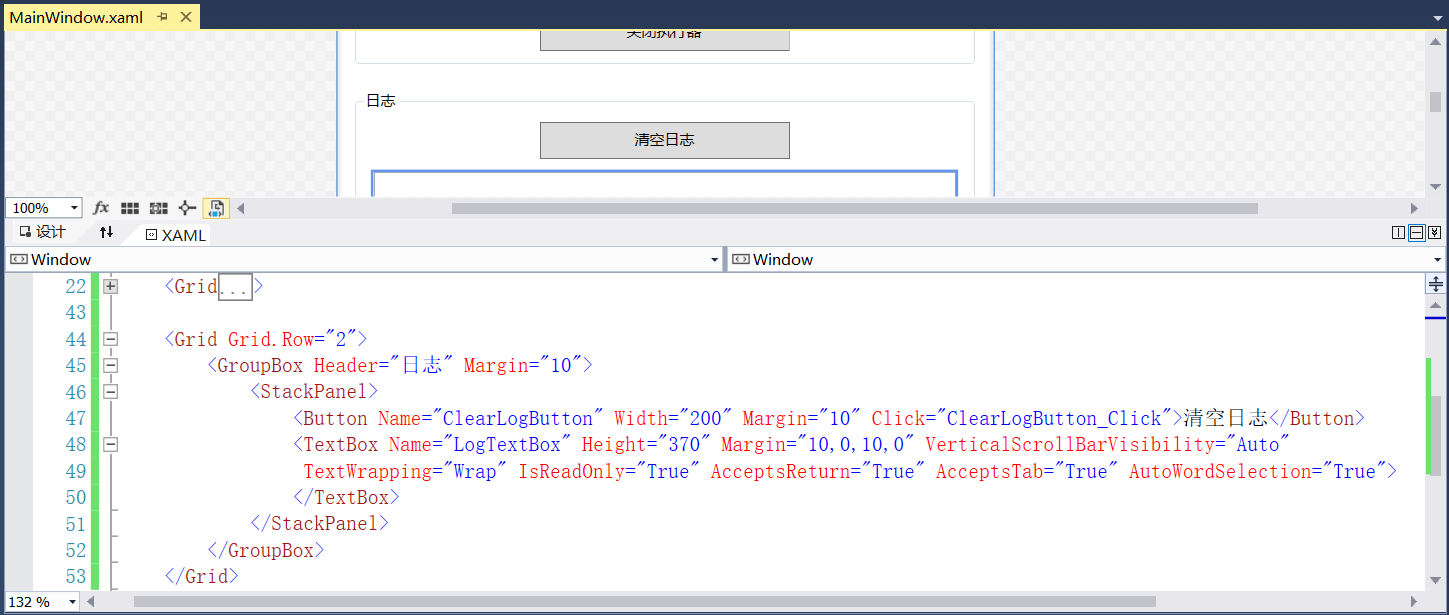 MainWindow.xaml
关闭执行器
日志
清空日志
100%
fx
设计
XAML
Window
Window
22 <Grid...>
43
44 <Grid Grid.Row="2">
45 <GroupBox Header="日志" Margin="10">
46 <StackPanel>
47 <Button Name="ClearLogButton" Width="200" Margin="10" Click="ClearLogButton_Click">清空日志</Button>
48 <TextBox Name="LogTextBox" Height="370" Margin="10,0,10,0" VerticalScrollBarVisibility="Auto"
49 TextWrapping="Wrap" IsReadOnly="True" AcceptsReturn="True" AcceptsTab="True" AutoWordSelection="True">
50 </TextBox>
51 </StackPanel>
52 </GroupBox>
53 </Grid>
132 %